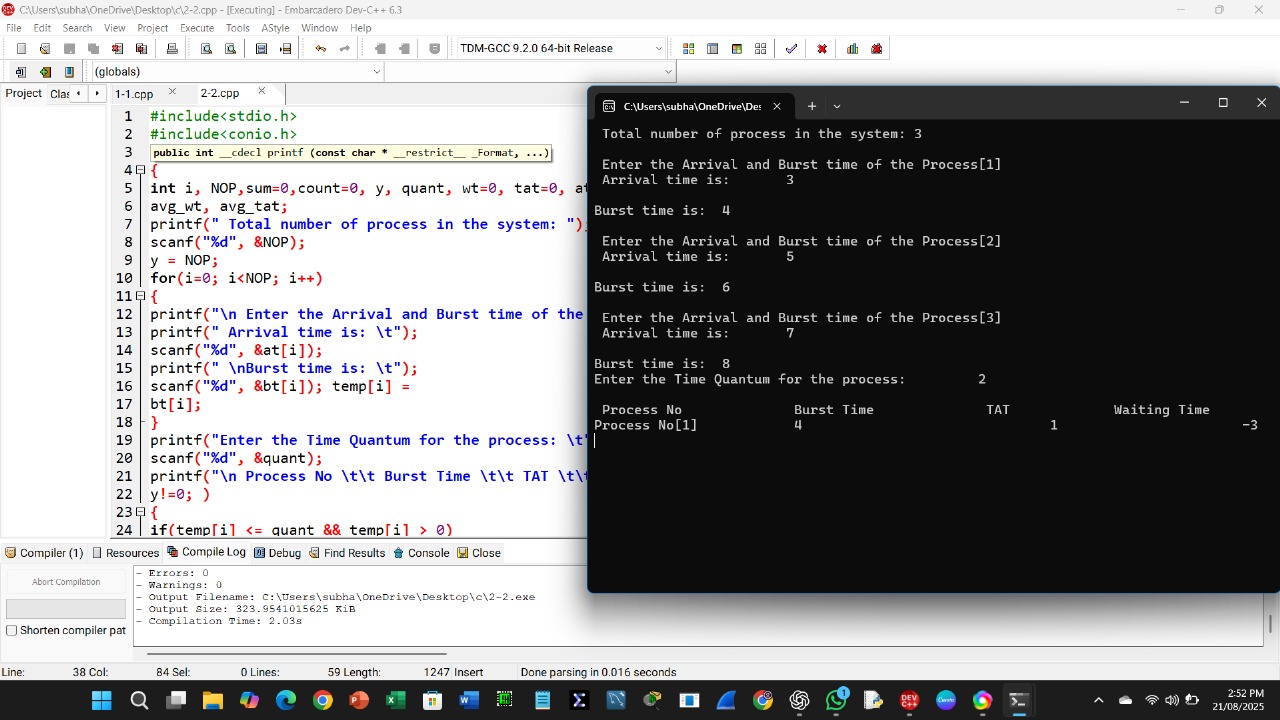 C:\Users\subha\OneDrive\Desktop\c\2-2.cpp - [Executing] - Embarcadero Dev-C++ 6.3
File Edit Search View Project Execute Tools AStyle Window Help
TDM-GCC 9.2.0 64-bit Release
(globals)
Project Clas
1-1.cpp 2-2.cpp
1 #include<stdio.h>
2 #include<conio.h>
3 public int __cdecl printf (const char * __restrict__ _Format, ...)
4 {
5 int i, NOP,sum=0,count=0, y, quant, wt=0, tat=0, at
6 avg_wt, avg_tat;
7 printf(" Total number of process in the system: ");
8 scanf("%d", &NOP);
9 y = NOP;
10 for(i=0; i<NOP; i++)
11 {
12 printf("\n Enter the Arrival and Burst time of the
13 printf(" Arrival time is: \t");
14 scanf("%d", &at[i]);
15 printf(" \nBurst time is: \t");
16 scanf("%d", &bt[i]); temp[i] =
17 bt[i];
18 }
19 printf("Enter the Time Quantum for the process: \t"
20 scanf("%d", &quant);
21 printf("\n Process No \t\t Burst Time \t\t TAT \t\t
22 y!=0; )
23 {
24 if(temp[i] <= quant && temp[i] > 0)
C:\Users\subha\OneDrive\Des
Total number of process in the system: 3
Enter the Arrival and Burst time of the Process[1]
Arrival time is: 3
Burst time is: 4
Enter the Arrival and Burst time of the Process[2]
Arrival time is: 5
Burst time is: 6
Enter the Arrival and Burst time of the Process[3]
Arrival time is: 7
Burst time is: 8
Enter the Time Quantum for the process: 2
Process No Burst Time TAT Waiting Time
Process No[1] 4 1 -3
Compiler (1) Resources Compile Log Debug Find Results Console Close
Abort Compilation
Shorten compiler pat
- Errors: 0
- Warnings: 0
- Output Filename: C:\Users\subha\OneDrive\Desktop\c\2-2.exe
- Output Size: 323.9541015625 KiB
- Compilation Time: 2.03s
Line: 38 Col: 84 Sel: 0 Lines: 59 Length: 1247 Insert Done parsing in 0.016 seconds
2:52 PM
21/08/2025